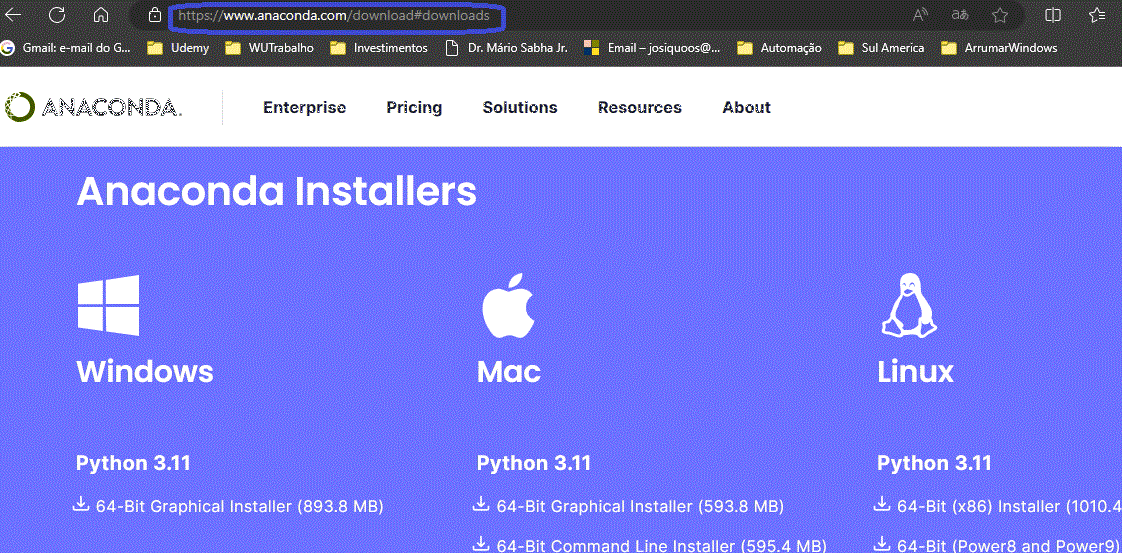 https://www.anaconda.com/download#downloads
Gmail: e-mail do G... Udemy WUTrabalho Investimentos Dr. Mário Sabha Jr. Email – josiquoos@... Automação Sul America ArrumarWindows
ANACONDA. Enterprise Pricing Solutions Resources About
Anaconda Installers
Windows Mac Linux
Python 3.11 Python 3.11 Python 3.11
64-Bit Graphical Installer (893.8 MB) 64-Bit Graphical Installer (593.8 MB) 64-Bit (x86) Installer (1010.4
64-Bit Command Line Installer (595.4 MB) 64-Bit (Power8 and Power9)